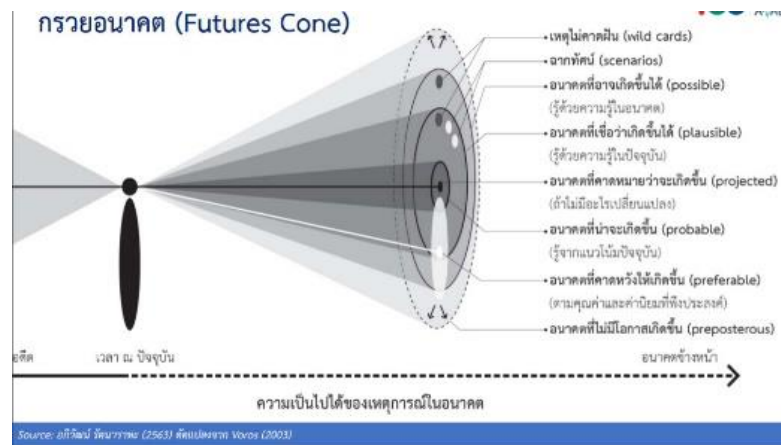 กรวยอนาคต (Futures Cone)
• เหตุไม่คาดฝัน (wild cards)
• ฉากทัศน์ (scenarios)
• อนาคตที่อาจเกิดขึ้นได้ (possible)
(รู้ด้วยความรู้ในอนาคต)
• อนาคตที่เชื่อว่าเกิดขึ้นได้ (plausible)
(รู้ด้วยความรู้ในปัจจุบัน)
• อนาคตที่คาดหมายว่าจะเกิดขึ้น (projected)
(ถ้าไม่มีอะไรเปลี่ยนแปลง)
• อนาคตที่น่าจะเกิดขึ้น (probable)
(รู้จากแนวโน้มปัจจุบัน)
• อนาคตที่คาดหวังให้เกิดขึ้น (preferable)
(ตามคุณค่าและค่านิยมที่พึงประสงค์)
• อนาคตที่ไม่มีโอกาสเกิดขึ้น (preposterous)
อดีต เวลา ณ ปัจจุบัน อนาคตข้างหน้า
ความเป็นไปได้ของเหตุการณ์ในอนาคต
Source: อภิวัฒน์ รัตนวราหะ (2563) ดัดแปลงจาก Voros (2003)